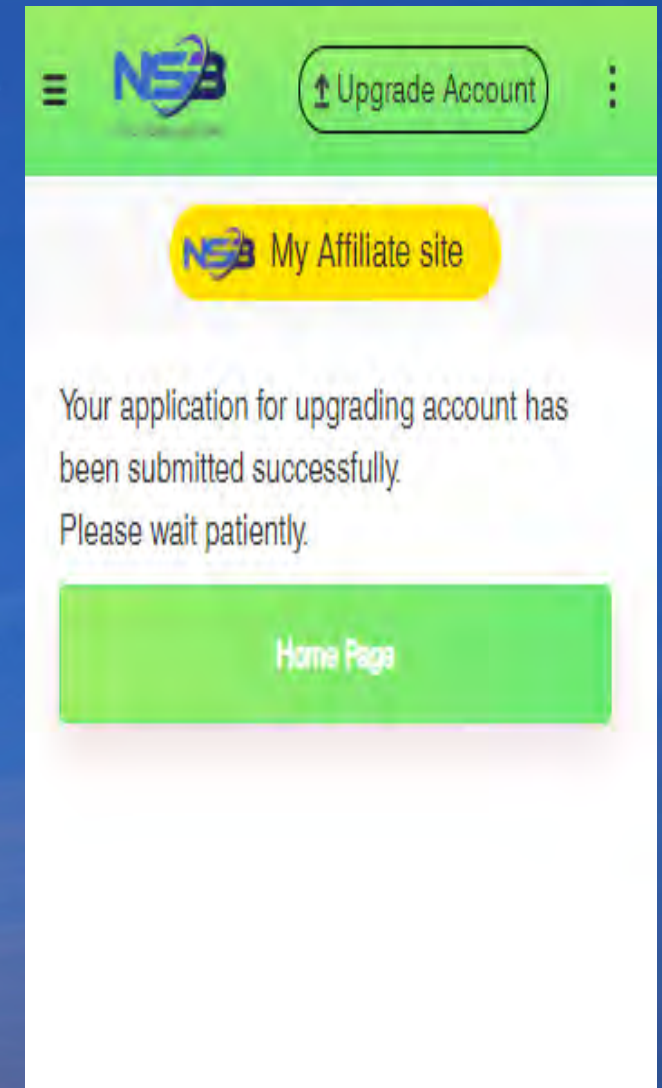 NSB
Upgrade Account
NSB My Affiliate site
Your application for upgrading account has
been submitted successfully.
Please wait patiently.
Home Page